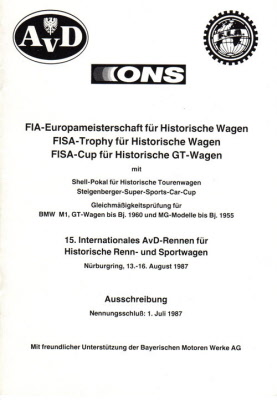 AvD
ONS
FIA-Europameisterschaft für Historische Wagen
FISA-Trophy für Historische Wagen
FISA-Cup für Historische GT-Wagen
mit
Shell-Pokal für Historische Tourenwagen
Steigenberger-Super-Sports-Car-Cup
Gleichmäßigkeitsprüfung für
BMW M1, GT-Wagen bis Bj. 1960 und MG-Modelle bis Bj. 1955
15. Internationales AvD-Rennen für
Historische Renn- und Sportwagen
Nürburgring, 13.-16. August 1987
Ausschreibung
Nennungsschluß: 1. Juli 1987
Mit freundlicher Unterstützung der Bayerischen Motoren Werke AG